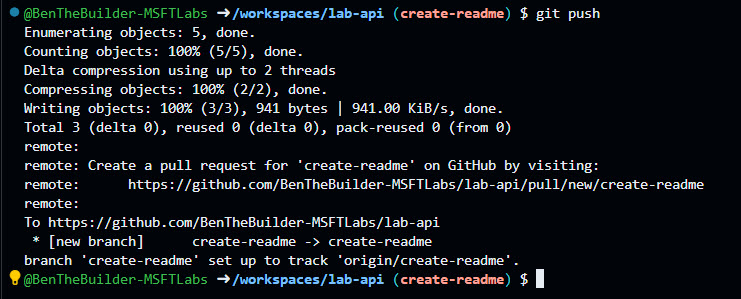 @BenTheBuilder-MSFTLabs ➜/workspaces/lab-api (create-readme) $ git push
Enumerating objects: 5, done.
Counting objects: 100% (5/5), done.
Delta compression using up to 2 threads
Compressing objects: 100% (2/2), done.
Writing objects: 100% (3/3), 941 bytes | 941.00 KiB/s, done.
Total 3 (delta 0), reused 0 (delta 0), pack-reused 0 (from 0)
remote:
remote: Create a pull request for 'create-readme' on GitHub by visiting:
remote:      https://github.com/BenTheBuilder-MSFTLabs/lab-api/pull/new/create-readme
remote:
To https://github.com/BenTheBuilder-MSFTLabs/lab-api
 * [new branch]      create-readme -> create-readme
branch 'create-readme' set up to track 'origin/create-readme'.
@BenTheBuilder-MSFTLabs ➜/workspaces/lab-api (create-readme) $